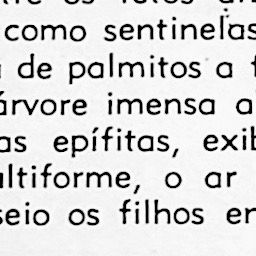 como sentinelas
de palmitos a
árvore imensa a
as epífitas, exib
ltiforme, o ar
seio os filhos en